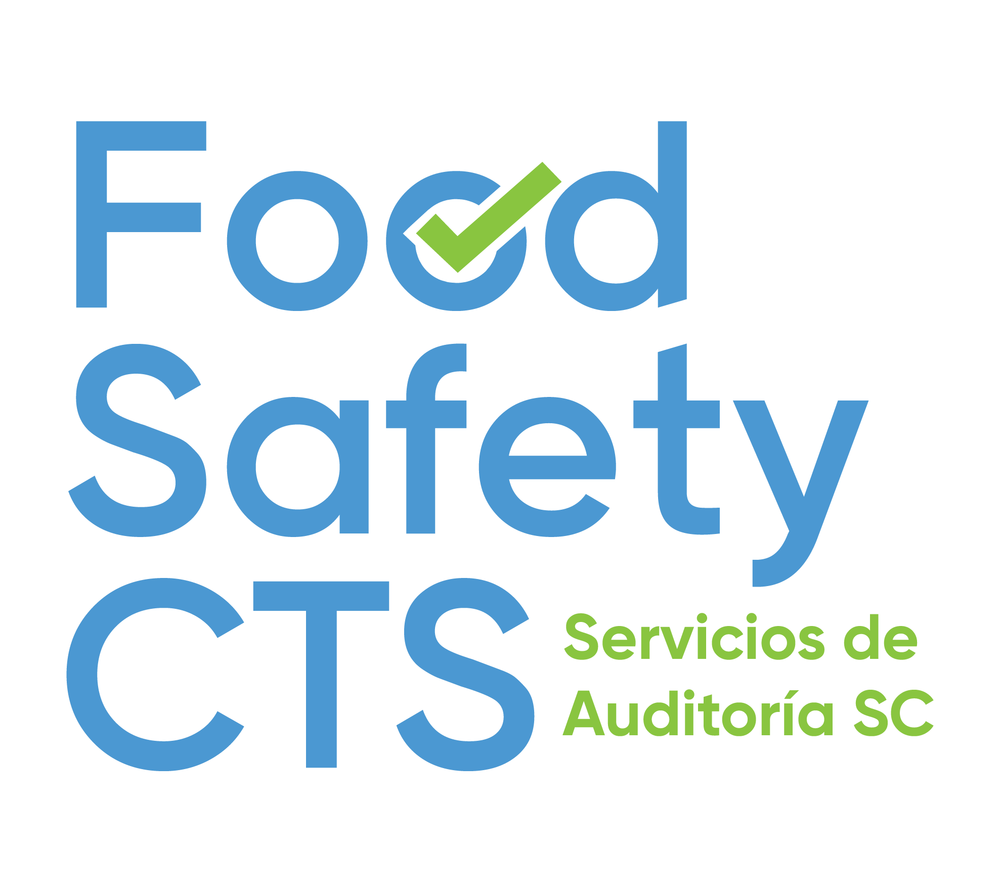 Food
Safety
CTS
Servicios de
Auditoría SC